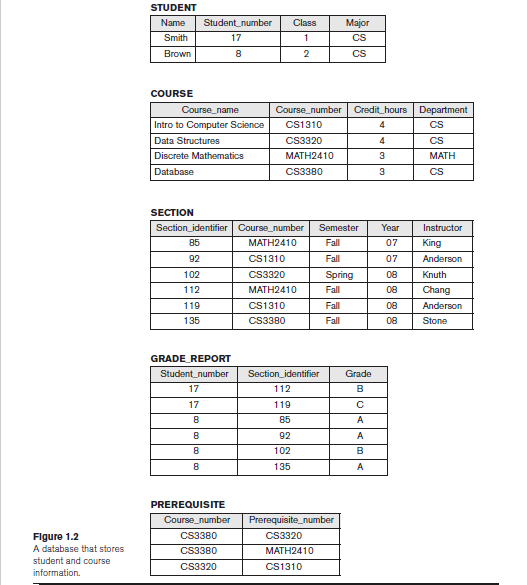 STUDENT
Name Student_number Class Major
Smith 17 1 CS
Brown 8 2 CS
COURSE
Course_name Course_number Credit_hours Department
Intro to Computer Science CS1310 4 CS
Data Structures CS3320 4 CS
Discrete Mathematics MATH2410 3 MATH
Database CS3380 3 CS
SECTION
Section_identifier Course_number Semester Year Instructor
85 MATH2410 Fall 07 King
92 CS1310 Fall 07 Anderson
102 CS3320 Spring 08 Knuth
112 MATH2410 Fall 08 Chang
119 CS1310 Fall 08 Anderson
135 CS3380 Fall 08 Stone
GRADE_REPORT
Student_number Section_identifier Grade
17 112 B
17 119 C
8 85 A
8 92 A
8 102 B
8 135 A
PREREQUISITE
Course_number Prerequisite_number
CS3380 CS3320
CS3380 MATH2410
CS3320 CS1310
Figure 1.2
A database that stores
student and course
information.